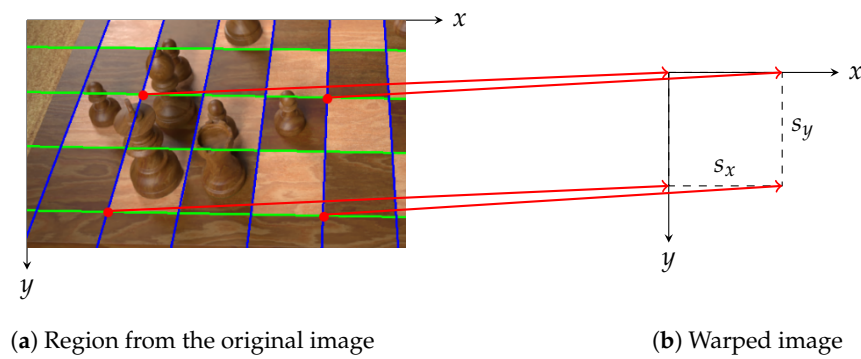 x
y
x
y
s_x
s_y
(a) Region from the original image
(b) Warped image